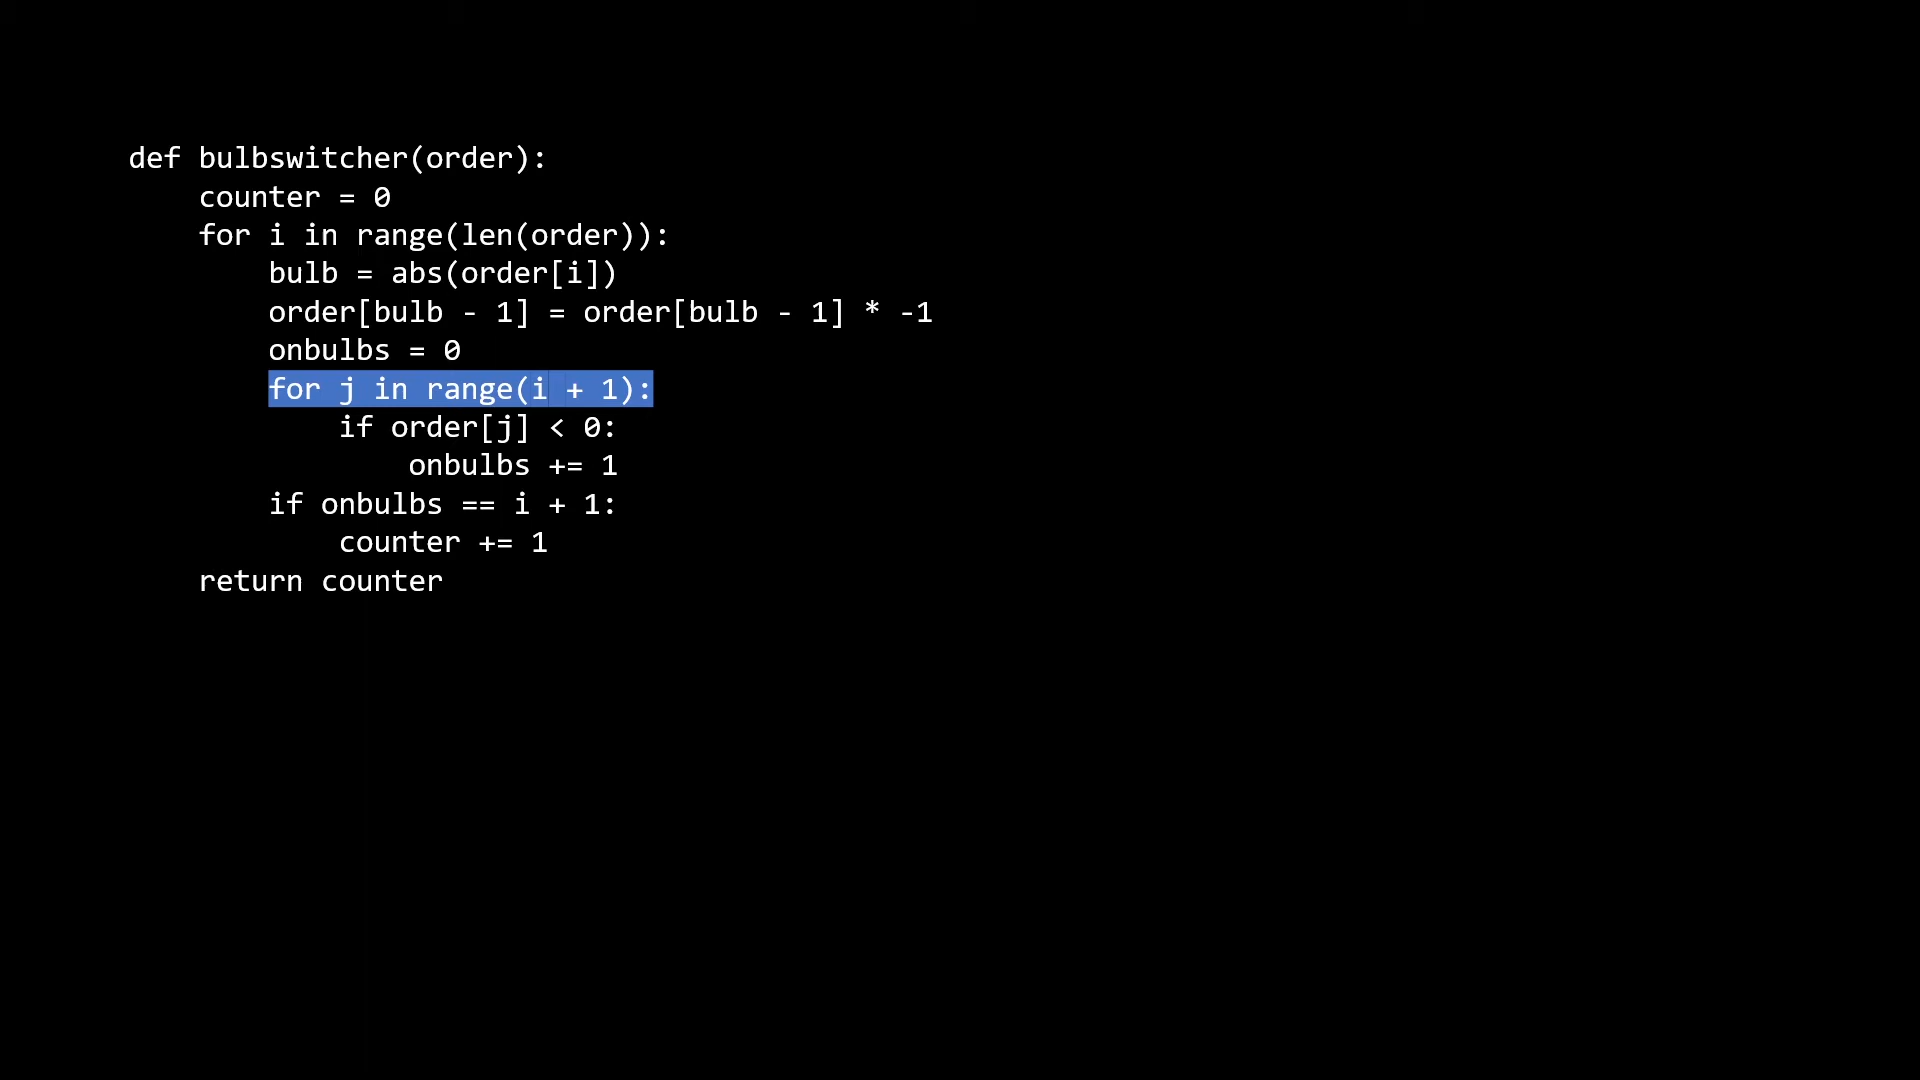 def bulbswitcher(order):
    counter = 0
    for i in range(len(order)):
        bulb = abs(order[i])
        order[bulb - 1] = order[bulb - 1] * -1
        onbulbs = 0
        for j in range(i + 1):
            if order[j] < 0:
                onbulbs += 1
        if onbulbs == i + 1:
            counter += 1
    return counter